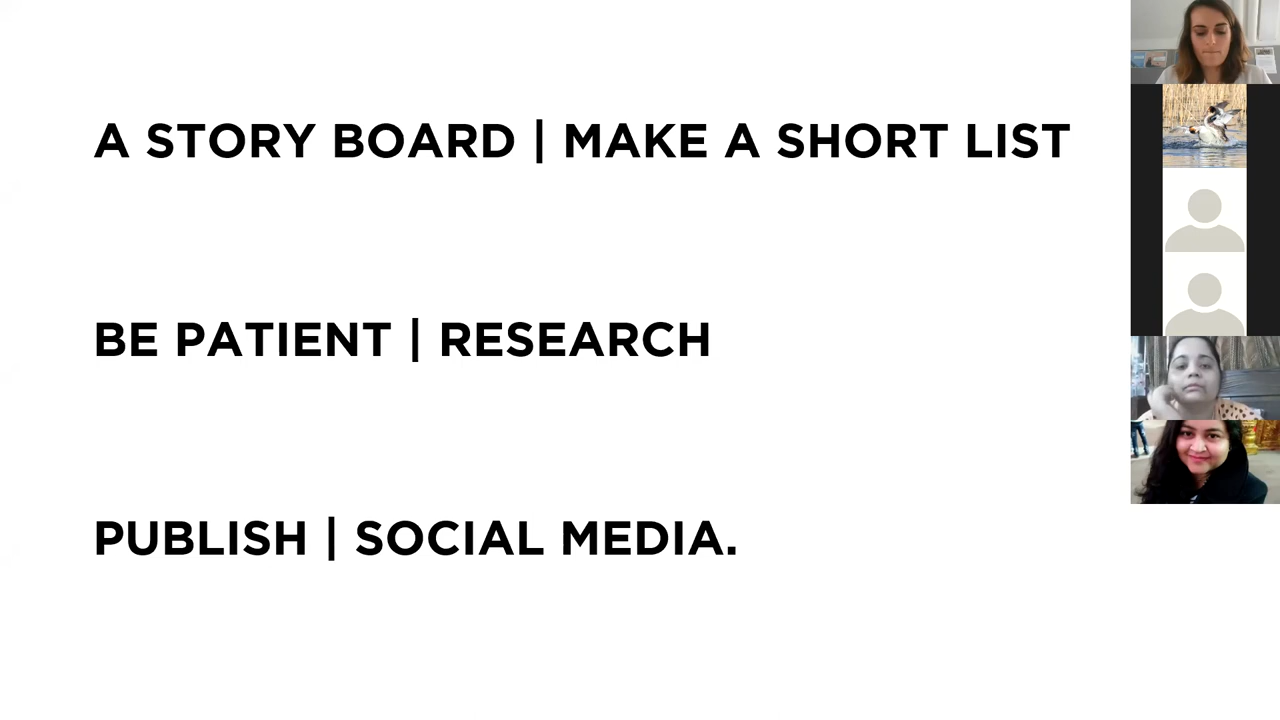 A STORY BOARD | MAKE A SHORT LIST
BE PATIENT | RESEARCH
PUBLISH | SOCIAL MEDIA.